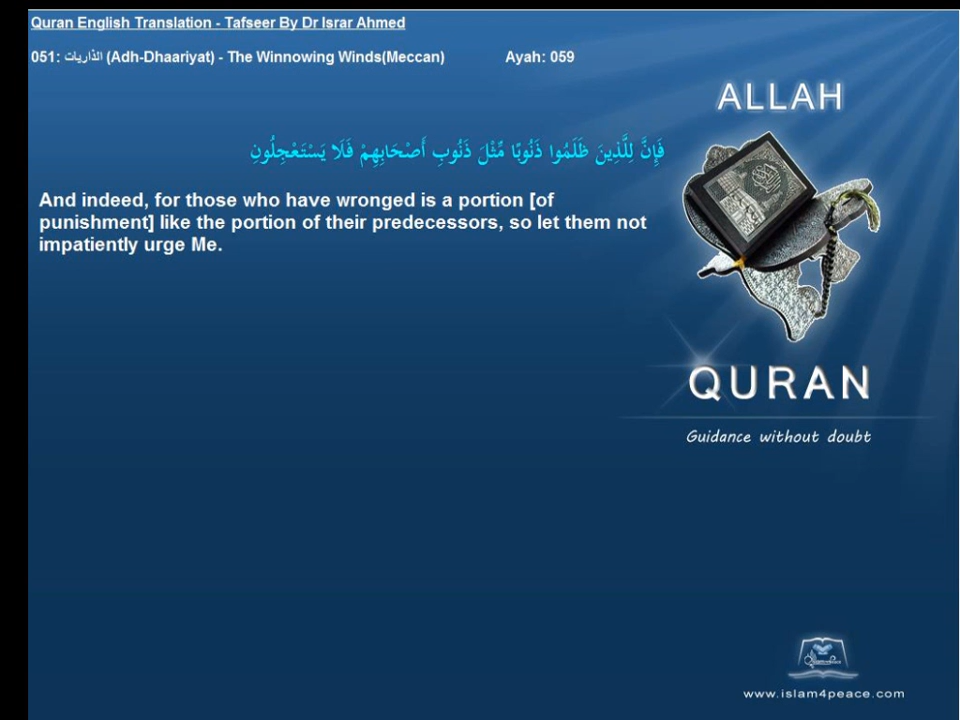 Quran English Translation - Tafseer By Dr Israr Ahmed
051: الذاريات (Adh-Dhaariyat) - The Winnowing Winds(Meccan) Ayah: 059
ALLAH
فَإِنَّ لِلَّذِينَ ظَلَمُوا ذَنُوبًا مِّثْلَ ذَنُوبِ أَصْحَابِهِمْ فَلَا يَسْتَعْجِلُونِ
And indeed, for those who have wronged is a portion [of
punishment] like the portion of their predecessors, so let them not
impatiently urge Me.
QURAN
Guidance without doubt
www.islam4peace.com